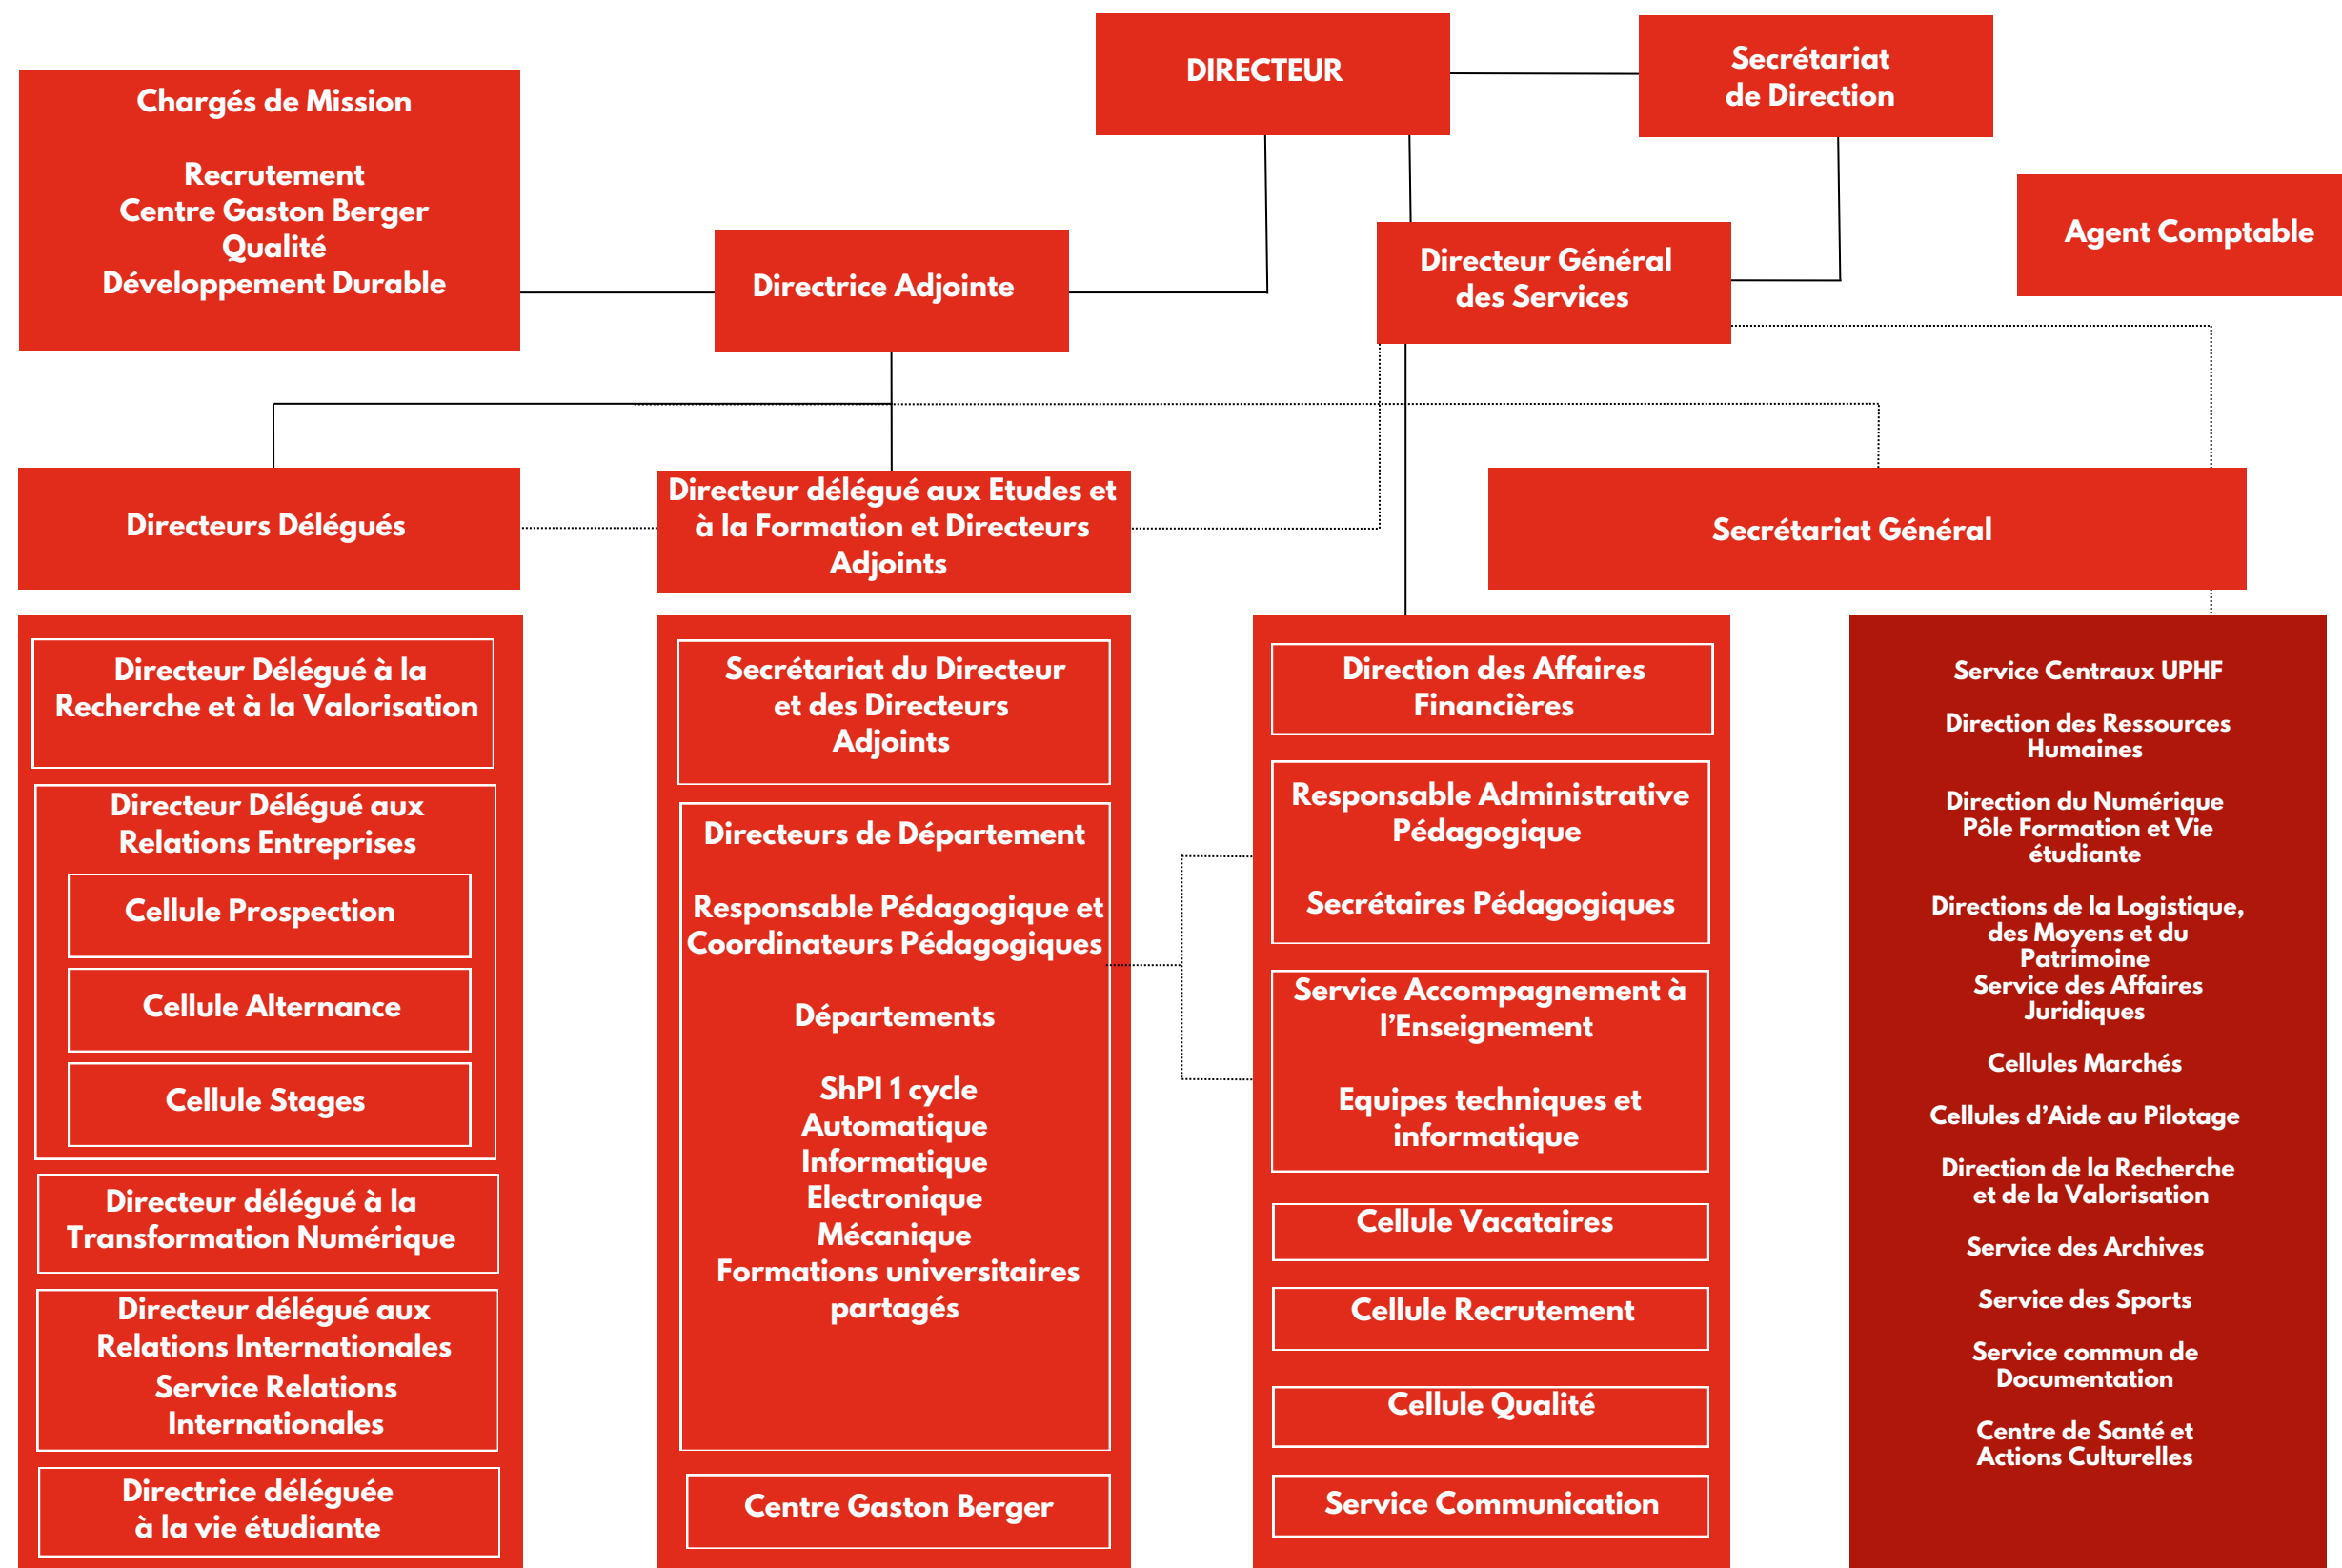 DIRECTEUR
Secrétariat
de Direction
Chargés de Mission
Recrutement
Centre Gaston Berger
Qualité
Développement Durable
Directrice Adjointe
Directeur Général
des Services
Agent Comptable
Directeurs Délégués
Directeur délégué aux Etudes et
à la Formation et Directeurs
Adjoints
Secrétariat Général
Directeur Délégué à la
Recherche et à la Valorisation
Directeur Délégué aux
Relations Entreprises
Cellule Prospection
Cellule Alternance
Cellule Stages
Directeur délégué à la
Transformation Numérique
Directeur délégué aux
Relations Internationales
Service Relations
Internationales
Directrice déléguée
à la vie étudiante
Secrétariat du Directeur
et des Directeurs
Adjoints
Directeurs de Département
Responsable Pédagogique et
Coordinateurs Pédagogiques
Départements
ShPI 1 cycle
Automatique
Informatique
Electronique
Mécanique
Formations universitaires
partagés
Centre Gaston Berger
Direction des Affaires
Financières
Responsable Administrative
Pédagogique
Secrétaires Pédagogiques
Service Accompagnement à
l’Enseignement
Equipes techniques et
informatique
Cellule Vacataires
Cellule Recrutement
Cellule Qualité
Service Communication
Service Centraux UPHF
Direction des Ressources
Humaines
Direction du Numérique
Pôle Formation et Vie
étudiante
Directions de la Logistique,
des Moyens et du
Patrimoine
Service des Affaires
Juridiques
Cellules Marchés
Cellules d’Aide au Pilotage
Direction de la Recherche
et de la Valorisation
Service des Archives
Service des Sports
Service commun de
Documentation
Centre de Santé et
Actions Culturelles